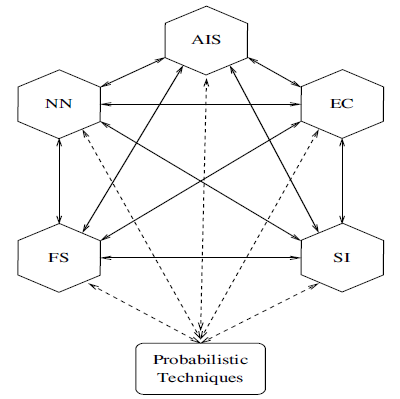 AIS
NN
EC
FS
SI
Probabilistic
Techniques